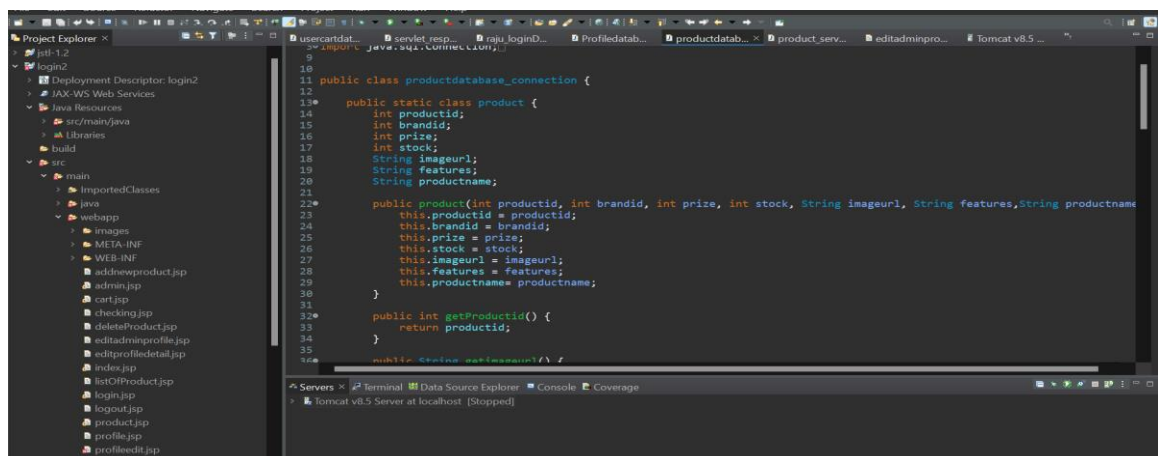 Project Explorer ×
jstl-1.2
login2
Deployment Descriptor: login2
JAX-WS Web Services
Java Resources
src/main/java
Libraries
build
src
main
ImportedClasses
java
webapp
images
META-INF
WEB-INF
addnewproduct.jsp
admin.jsp
cart.jsp
checking.jsp
deleteProduct.jsp
editadminprofile.jsp
editprofiledetail.jsp
index.jsp
listOfProduct.jsp
login.jsp
logout.jsp
product.jsp
profile.jsp
profileedit.jsp
usercartdat... servlet_resp... raju_loginD... Profiledatab... productdatab... × product_serv... editadminpro... Tomcat v8.5 ...
import java.sql.Connection;
9
10
11 public class productdatabase_connection {
12
13 public static class product {
14 int productid;
15 int brandid;
16 int prize;
17 int stock;
18 String imageurl;
19 String features;
20 String productname;
21
22 public product(int productid, int brandid, int prize, int stock, String imageurl, String features,String productname
23 this.productid = productid;
24 this.brandid = brandid;
25 this.prize = prize;
26 this.stock = stock;
27 this.imageurl = imageurl;
28 this.features = features;
29 this.productname= productname;
30 }
31
32 public int getProductid() {
33 return productid;
34 }
35
36 public String getimageurl() {
Servers × Terminal Data Source Explorer Console Coverage
Tomcat v8.5 Server at localhost [Stopped]